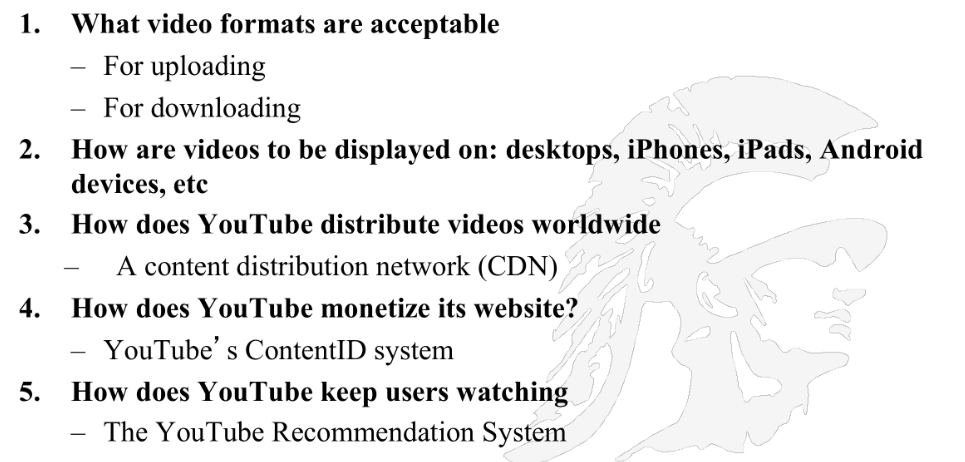 1. What video formats are acceptable
– For uploading
– For downloading
2. How are videos to be displayed on: desktops, iPhones, iPads, Android
devices, etc
3. How does YouTube distribute videos worldwide
– A content distribution network (CDN)
4. How does YouTube monetize its website?
– YouTube’s ContentID system
5. How does YouTube keep users watching
– The YouTube Recommendation System